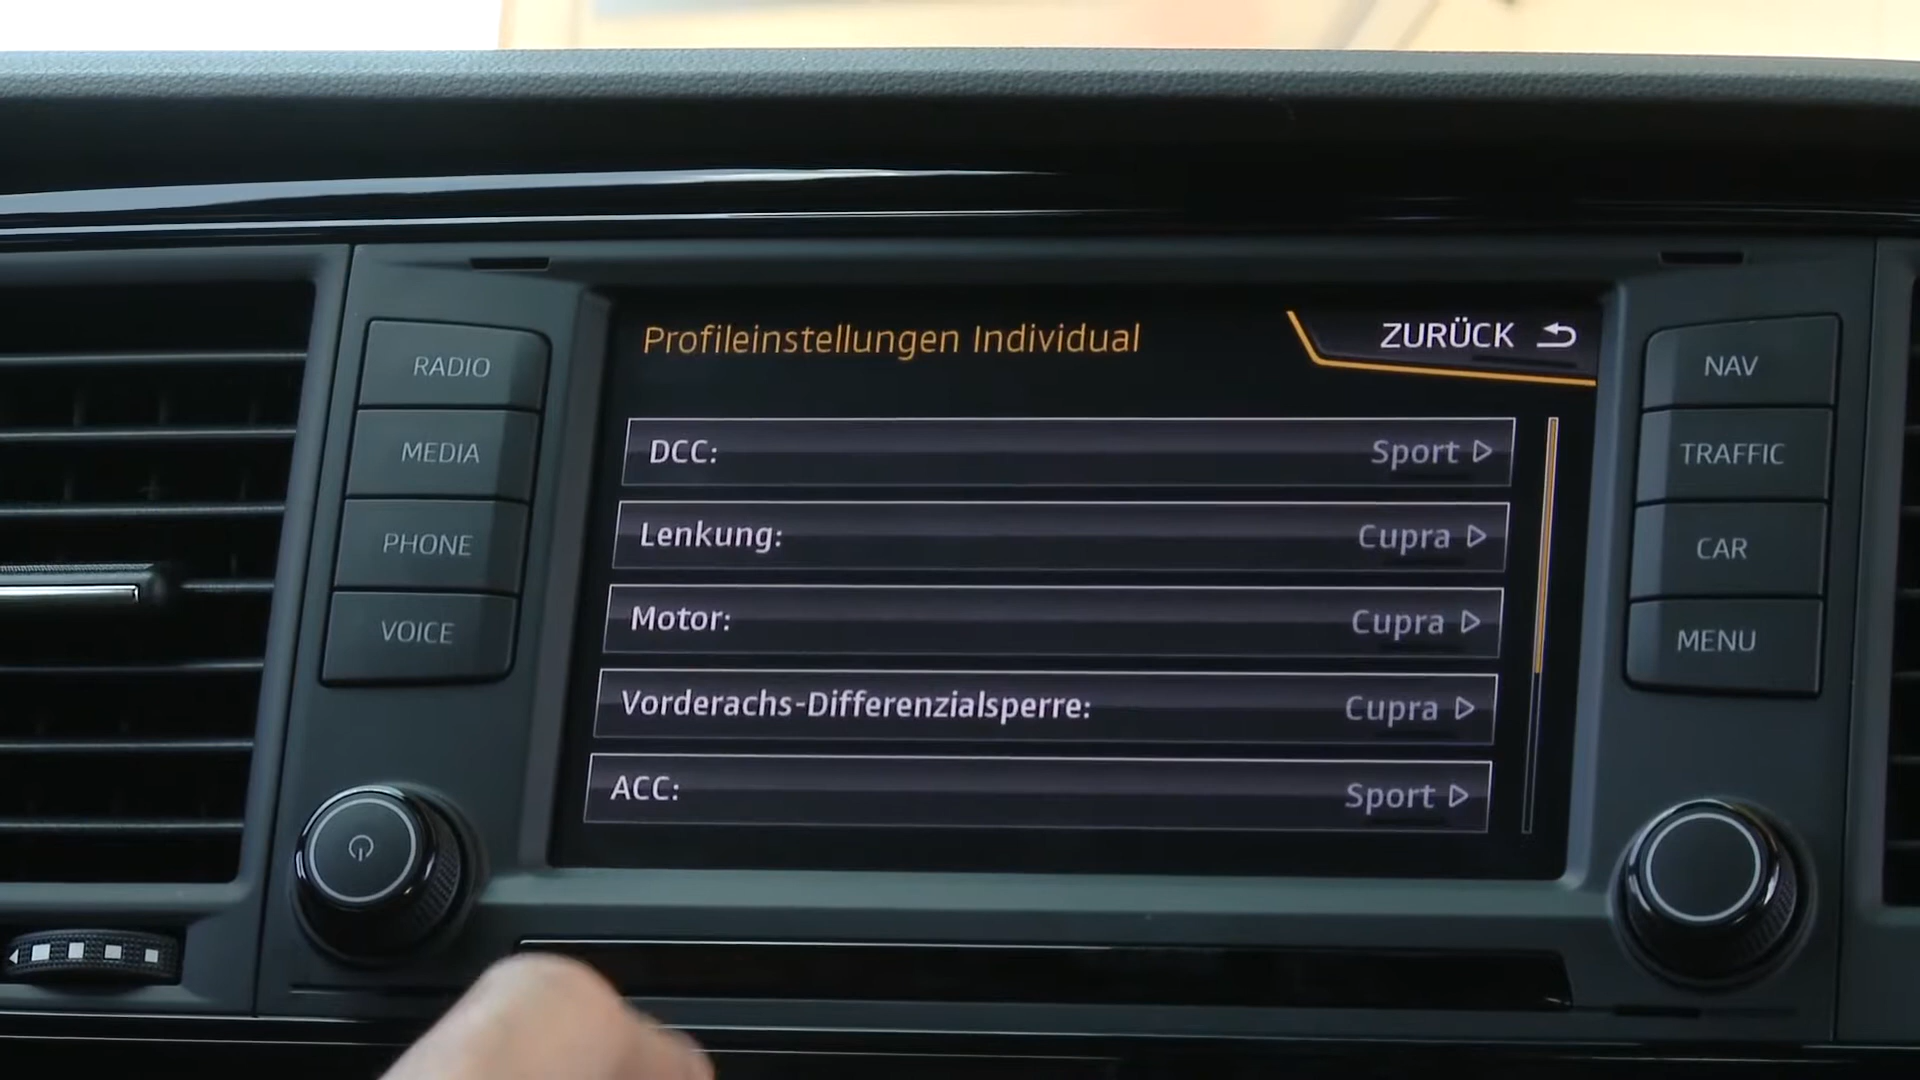 Profileinstellungen Individual
ZURÜCK
RADIO
MEDIA
PHONE
VOICE
DCC: Sport
Lenkung: Cupra
Motor: Cupra
Vorderachs-Differenzialsperre: Cupra
ACC: Sport
NAV
TRAFFIC
CAR
MENU